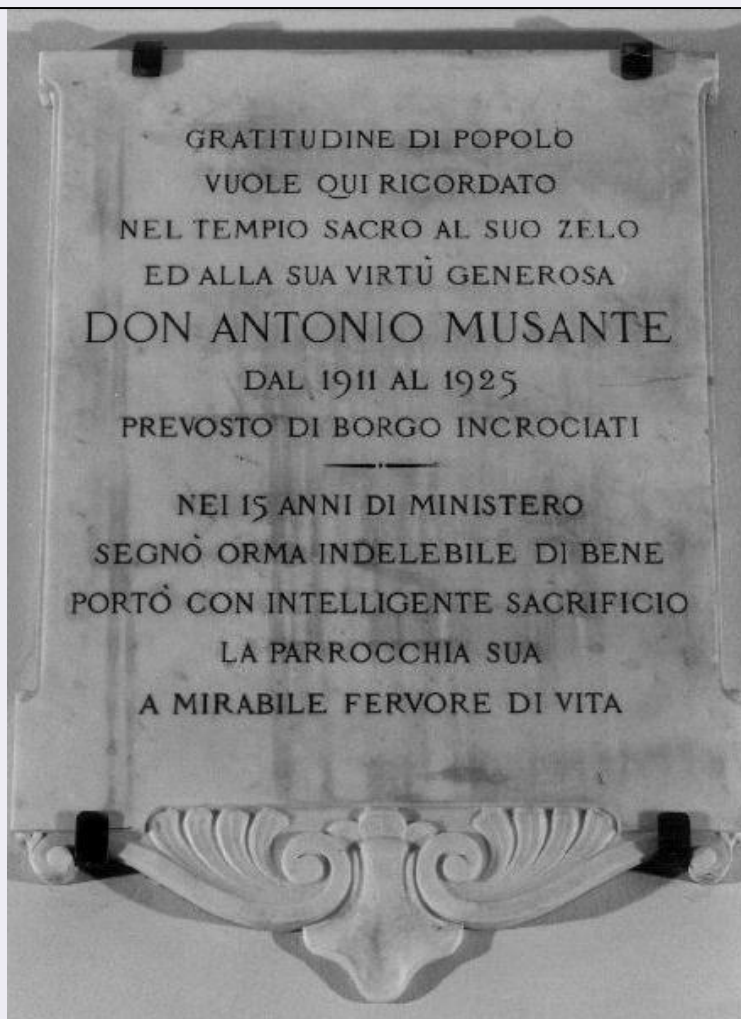 GRATITUDINE DI POPOLO
VUOLE QUI RICORDATO
NEL TEMPIO SACRO AL SUO ZELO
ED ALLA SUA VIRTÙ GENEROSA
DON ANTONIO MUSANTE
DAL 1911 AL 1925
PREVOSTO DI BORGO INCROCIATI
NEI 15 ANNI DI MINISTERO
SEGNÒ ORMA INDELEBILE DI BENE
PORTÒ CON INTELLIGENTE SACRIFICIO
LA PARROCCHIA SUA
A MIRABILE FERVORE DI VITA